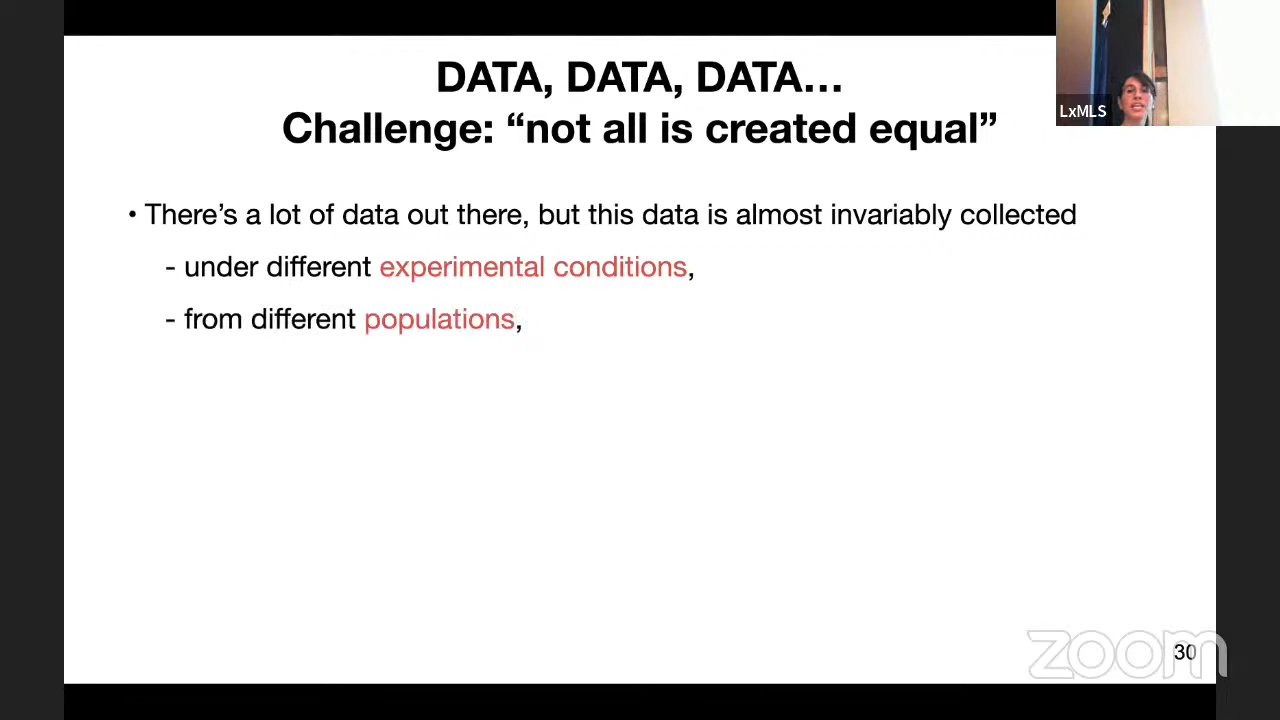 DATA, DATA, DATA…
Challenge: “not all is created equal”
LxMLS
• There’s a lot of data out there, but this data is almost invariably collected
- under different experimental conditions,
- from different populations,
zoom
30